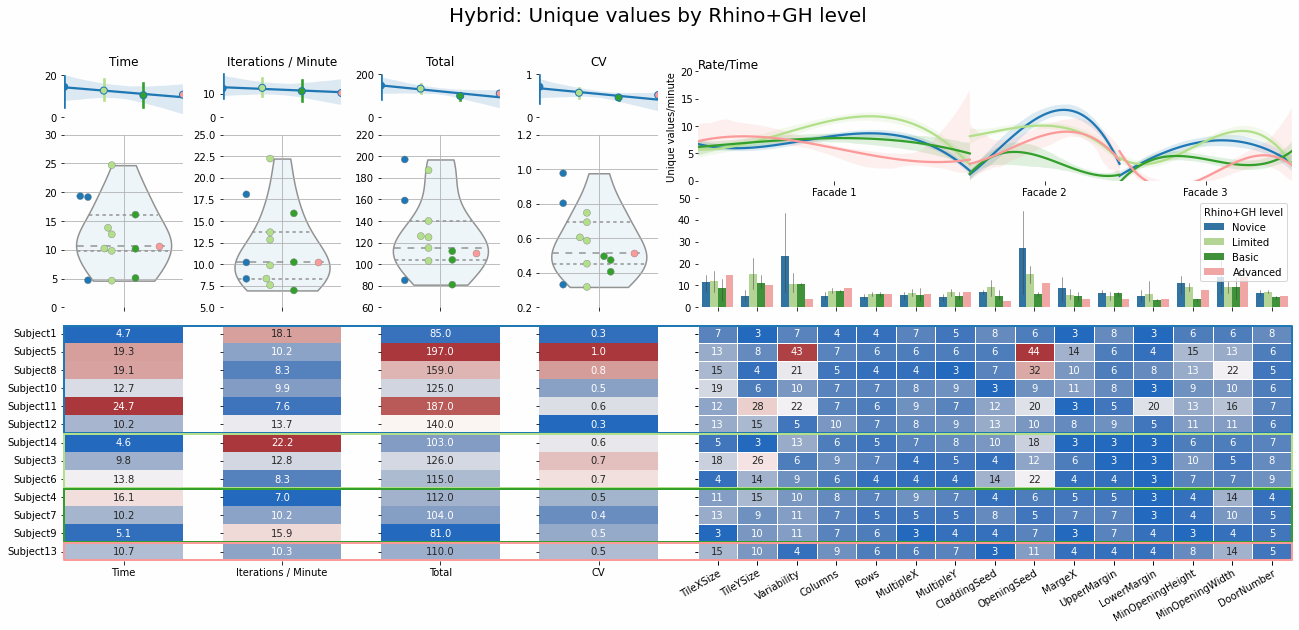 Hybrid: Unique values by Rhino+GH level
Time
Iterations / Minute
Total
CV
Rate/Time
20
0
10
0
200
0
1
0
Unique values/minute
20
15
10
5
0
Facade 1
Facade 2
Facade 3
30
25
20
15
10
5
0
25.0
22.5
20.0
17.5
15.0
12.5
10.0
7.5
5.0
220
200
180
160
140
120
100
80
60
1.2
1.0
0.8
0.6
0.4
0.2
50
40
30
20
10
0
Rhino+GH level
Novice
Limited
Basic
Advanced
Subject1 4.7 18.1 85.0 0.3 7 3 7 4 4 7 5 8 6 3 8 3 6 6 8
Subject5 19.3 10.2 197.0 1.0 13 8 43 7 6 6 6 6 44 14 6 4 15 13 6
Subject8 19.1 8.3 159.0 0.8 15 4 21 5 4 4 3 7 32 10 6 8 13 22 5
Subject10 12.7 9.9 125.0 0.5 19 6 10 7 7 8 9 3 9 11 8 3 9 10 6
Subject11 24.7 7.6 187.0 0.6 12 28 22 7 6 9 7 12 20 3 5 20 13 16 7
Subject12 10.2 13.7 140.0 0.3 13 15 5 10 7 8 9 13 10 8 9 5 11 11 6
Subject14 4.6 22.2 103.0 0.6 5 3 13 6 5 7 8 10 18 3 3 3 6 6 7
Subject3 9.8 12.8 126.0 0.7 18 26 6 9 7 4 5 4 12 6 3 3 10 5 8
Subject6 13.8 8.3 115.0 0.7 4 14 9 6 4 4 4 14 22 4 4 3 7 7 9
Subject4 16.1 7.0 112.0 0.5 11 15 10 8 7 9 7 4 6 5 5 3 4 14 4
Subject7 10.2 10.2 104.0 0.4 13 9 11 7 5 5 5 8 5 7 7 3 4 10 5
Subject9 5.1 15.9 81.0 0.5 3 10 11 7 6 3 4 4 7 3 7 4 3 4 5
Subject13 10.7 10.3 110.0 0.5 15 10 4 9 6 6 7 3 11 4 4 4 8 14 5
Time
Iterations / Minute
Total
CV
TileXSize
TileYSize
Variability
Columns
Rows
MultipleX
MultipleY
CladdingSeed
OpeningSeed
MargeX
UpperMargin
LowerMargin
MinOpeningHeight
MinOpeningWidth
DoorNumber